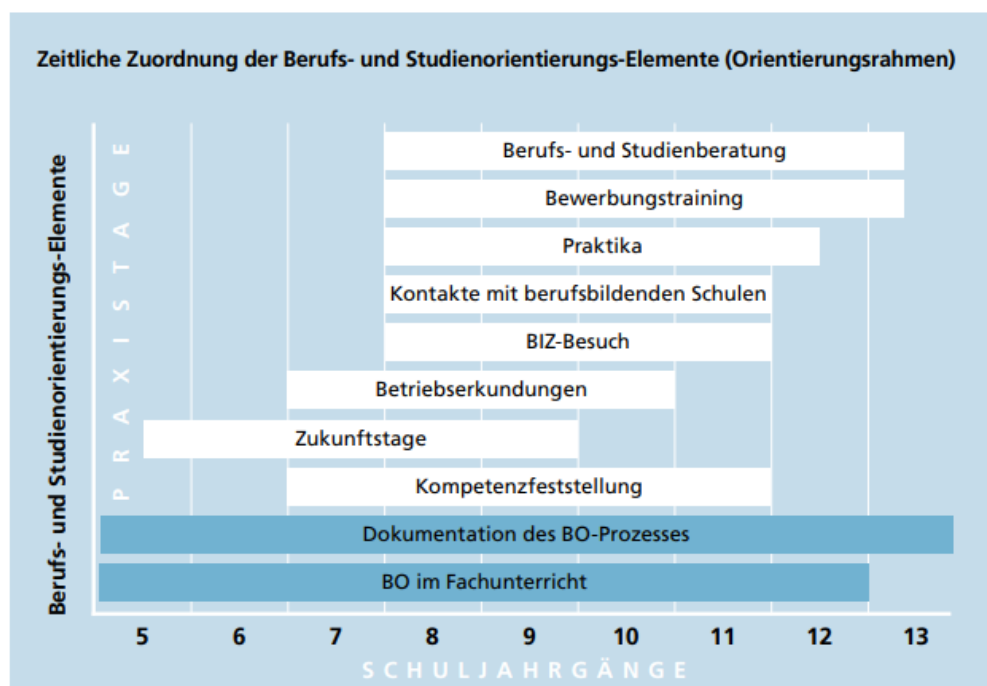 Zeitliche Zuordnung der Berufs- und Studienorientierungs-Elemente (Orientierungsrahmen)
Berufs- und Studienorientierungs-Elemente
PRAXISTAGE
Berufs- und Studienberatung
Bewerbungstraining
Praktika
Kontakte mit berufsbildenden Schulen
BIZ-Besuch
Betriebserkundungen
Zukunftstage
Kompetenzfeststellung
Dokumentation des BO-Prozesses
BO im Fachunterricht
5 6 7 8 9 10 11 12 13
SCHULJAHRGÄNGE